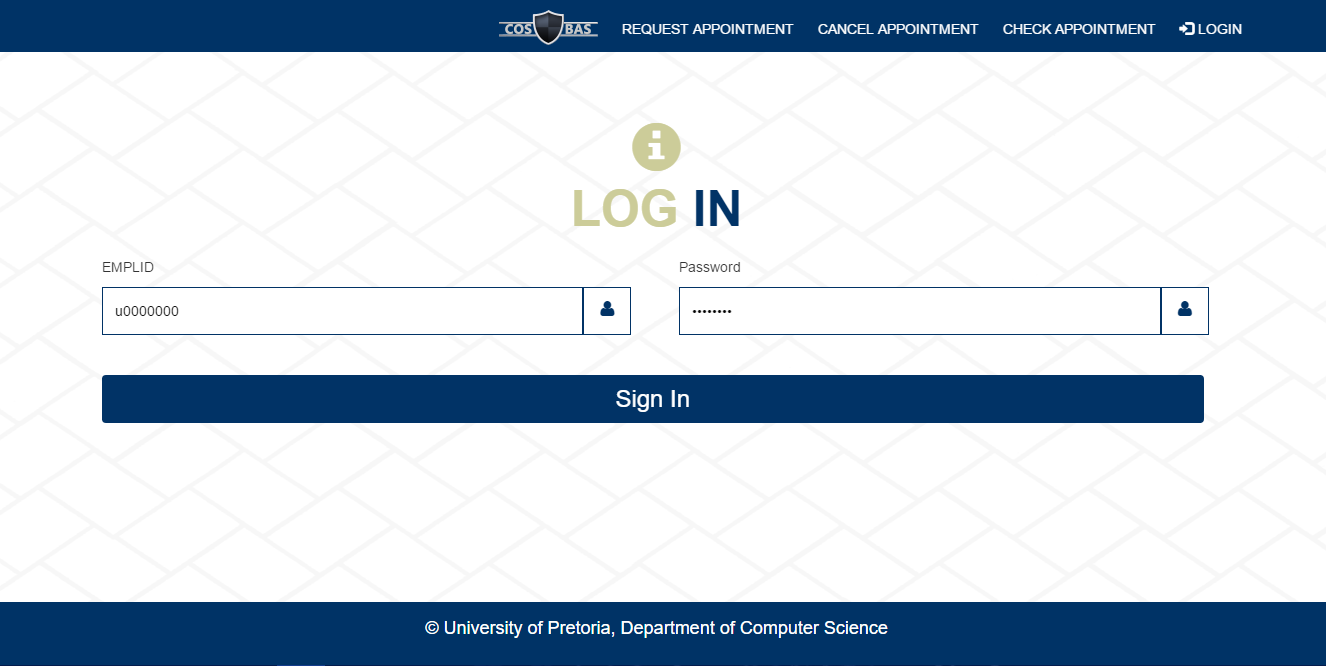 COS BAS REQUEST APPOINTMENT CANCEL APPOINTMENT CHECK APPOINTMENT LOGIN
LOG IN
EMPLID Password
u0000000 ••••••••
Sign In
© University of Pretoria, Department of Computer Science